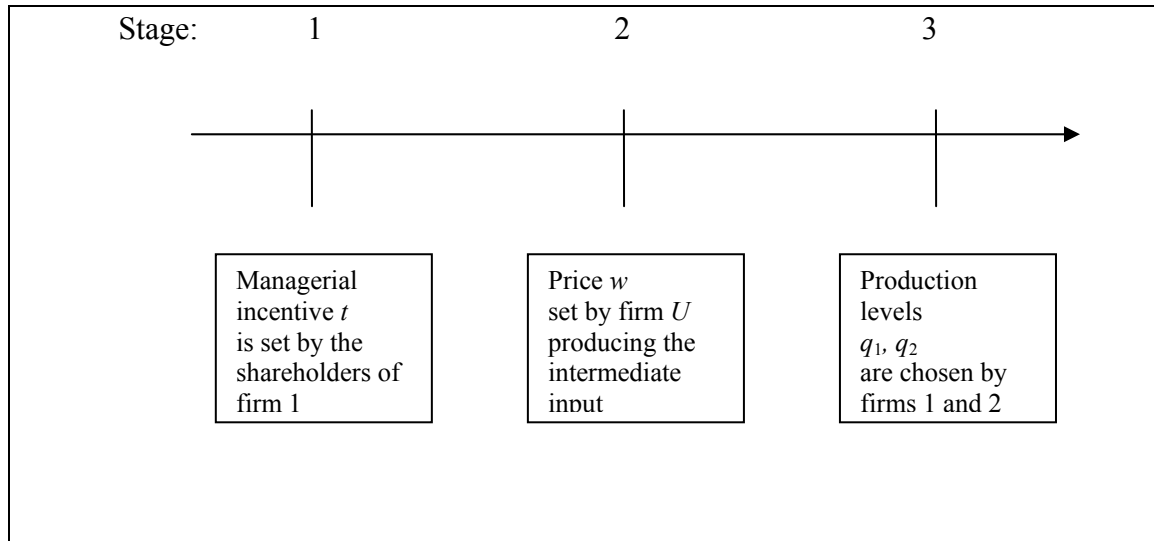 Stage: 1 2 3
Managerial
incentive t
is set by the
shareholders of
firm 1
Price w
set by firm U
producing the
intermediate
input
Production
levels
q1, q2
are chosen by
firms 1 and 2